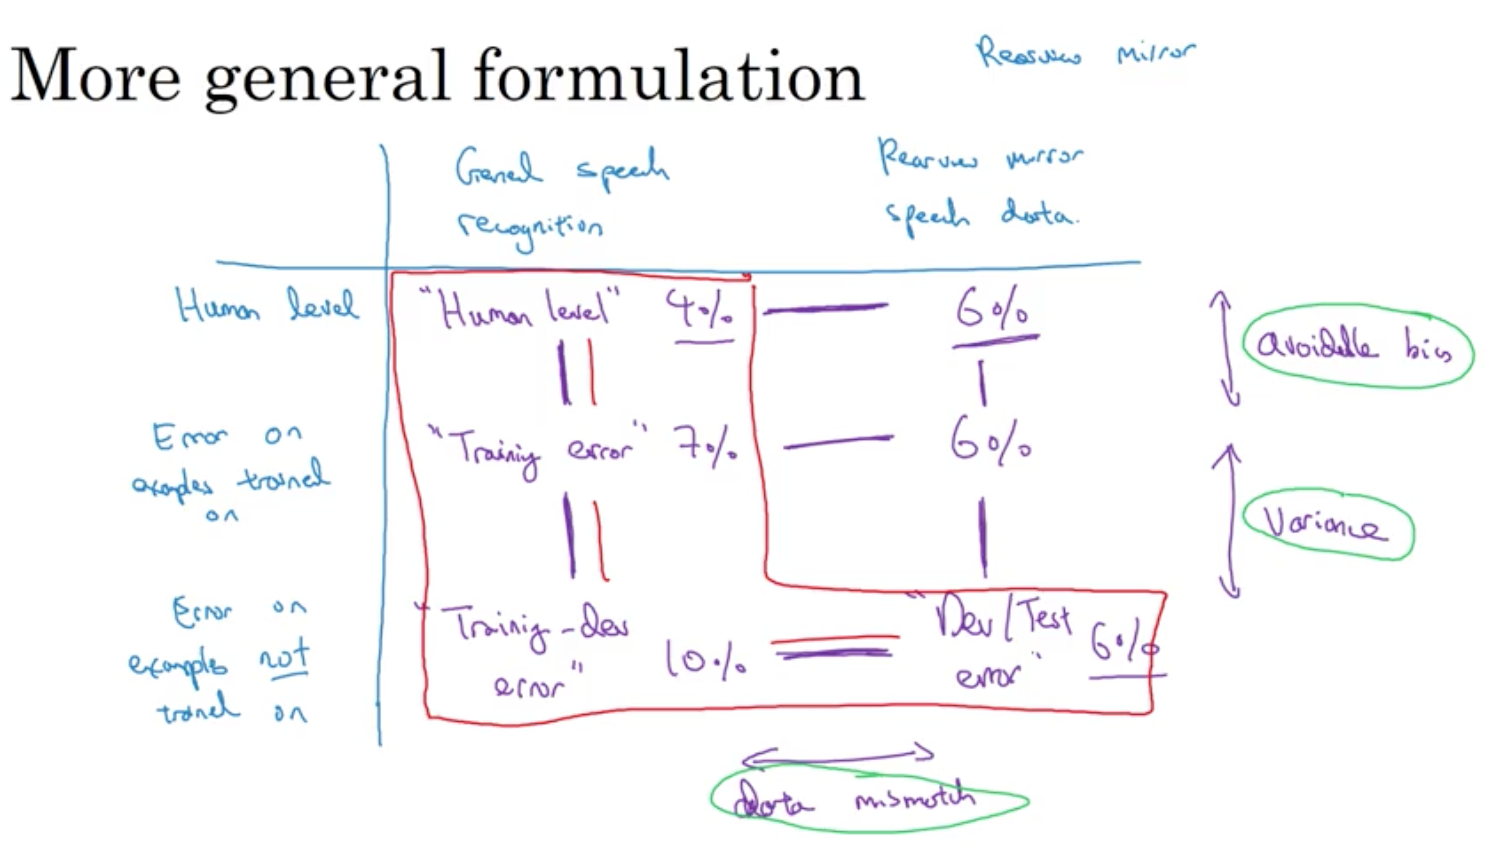 More general formulation
Rearview mirror
General speech
recognition
Rearview mirror
speech data.
Human level
"Human level" 4%
6%
avoidable bias
Error on
examples trained
on
"Training error" 7%
6%
Variance
Error on
examples not
trained on
"Training-dev
error" 10%
"Dev/Test
error" 6%
data mismatch